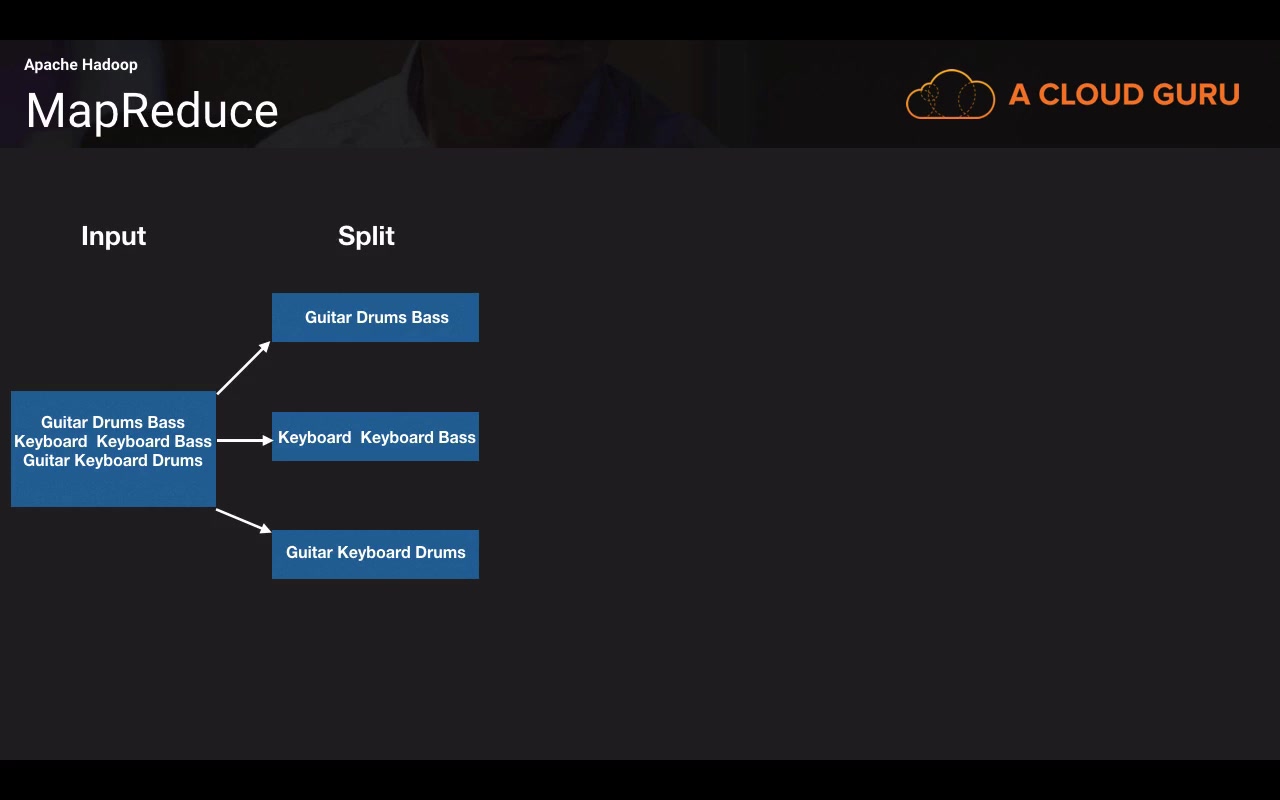 Apache Hadoop
MapReduce
A CLOUD GURU
Input
Split
Guitar Drums Bass
Keyboard  Keyboard Bass
Guitar Keyboard Drums
Guitar Drums Bass
Keyboard  Keyboard Bass
Guitar Keyboard Drums